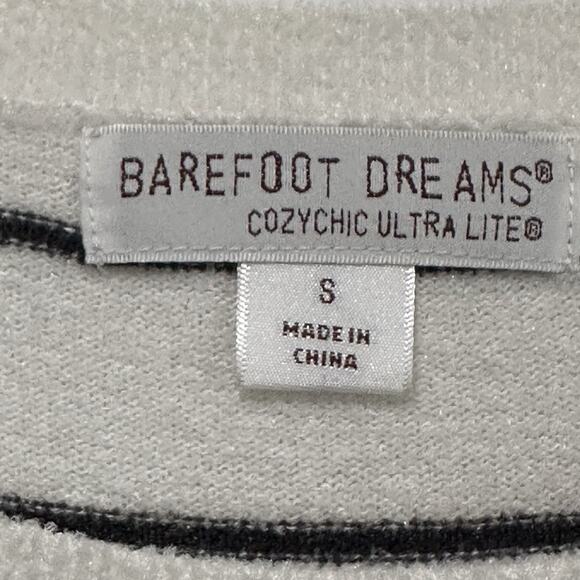 BAREFOOT DREAMS®
COZYCHIC ULTRA LITE®
S
MADE IN
CHINA